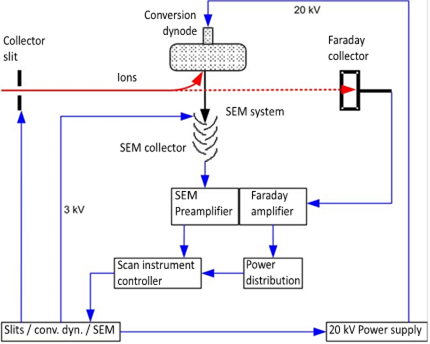 Conversion
dynode
20 kV
Collector
slit
Faraday
collector
Ions
SEM system
SEM collector
3 kV
SEM
Preamplifier
Faraday
amplifier
Scan instrument
controller
Power
distribution
Slits / conv. dyn. / SEM
20 kV Power supply